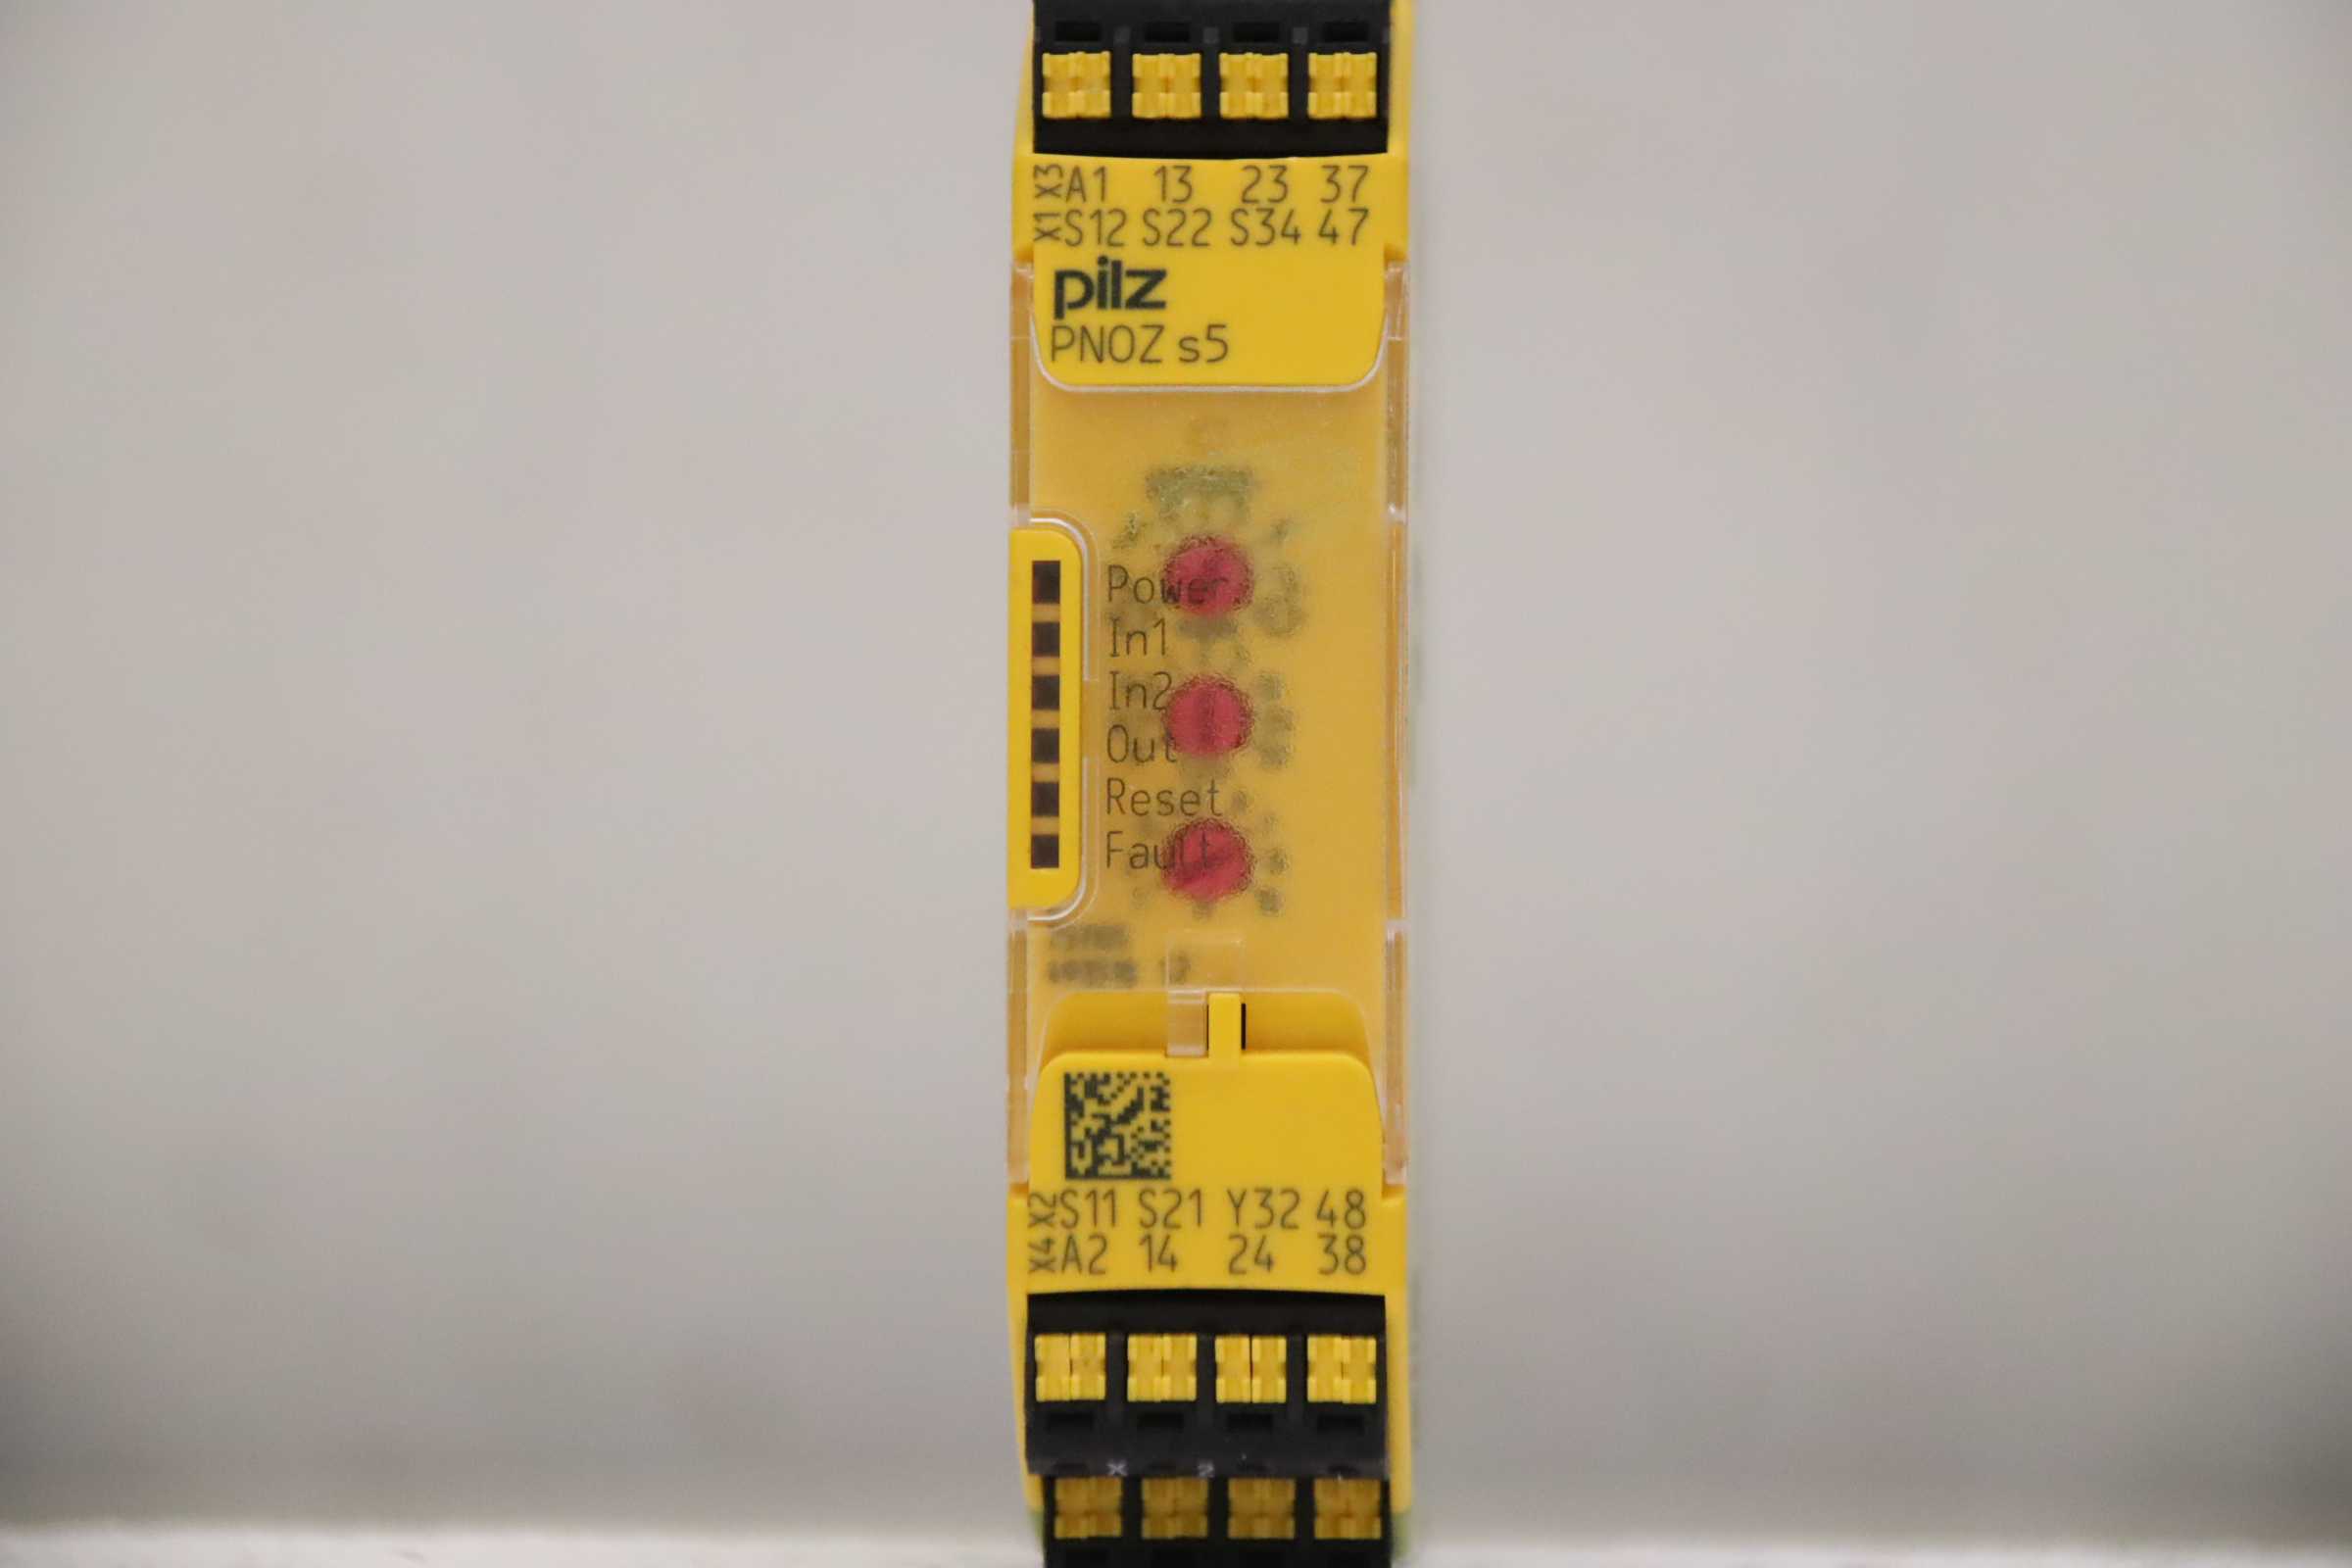 X3 A1 13 23 37
X1 S12 S22 S34 47
pilz
PNOZ s5
Power
In1
In2
Out
Reset
Fault
X2 S11 S21 Y32 48
X4 A2 14 24 38